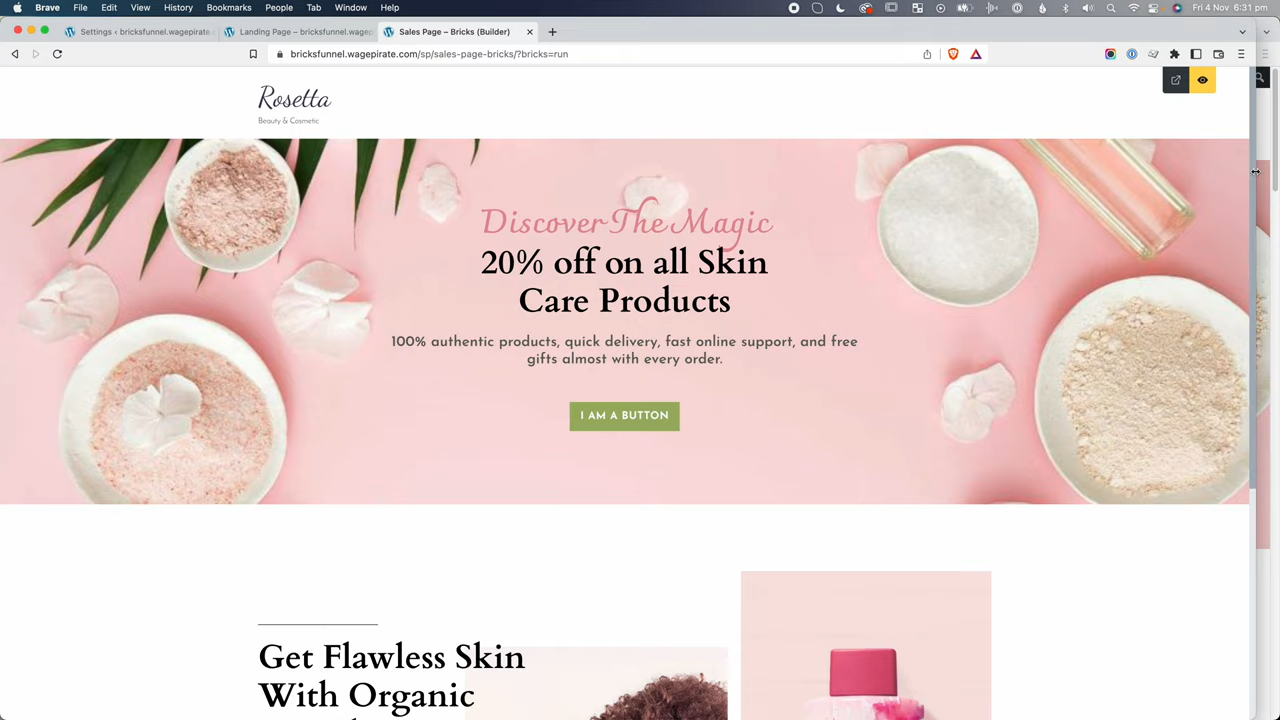 Brave File Edit View History Bookmarks People Tab Window Help Fri 4 Nov 6:31 pm
Settings ‹ bricksfunnel.wagepirate. Landing Page – bricksfunnel.wagep Sales Page – Bricks (Builder)
bricksfunnel.wagepirate.com/sp/sales-page-bricks/?bricks=run
Rosetta
Beauty & Cosmetic
Discover The Magic
20% off on all Skin
Care Products
100% authentic products, quick delivery, fast online support, and free
gifts almost with every order.
I AM A BUTTON
Get Flawless Skin
With Organic